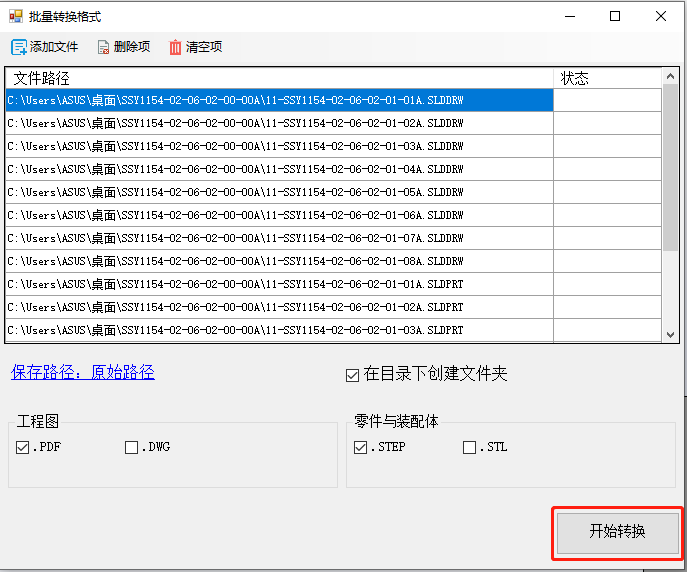 批量转换格式
添加文件 删除项 清空项
文件路径 状态
C:\Users\ASUS\桌面\SSY1154-02-06-02-00-00A\11-SSY1154-02-06-02-01-01A.SLDDRW
C:\Users\ASUS\桌面\SSY1154-02-06-02-00-00A\11-SSY1154-02-06-02-01-02A.SLDDRW
C:\Users\ASUS\桌面\SSY1154-02-06-02-00-00A\11-SSY1154-02-06-02-01-03A.SLDDRW
C:\Users\ASUS\桌面\SSY1154-02-06-02-00-00A\11-SSY1154-02-06-02-01-04A.SLDDRW
C:\Users\ASUS\桌面\SSY1154-02-06-02-00-00A\11-SSY1154-02-06-02-01-05A.SLDDRW
C:\Users\ASUS\桌面\SSY1154-02-06-02-00-00A\11-SSY1154-02-06-02-01-06A.SLDDRW
C:\Users\ASUS\桌面\SSY1154-02-06-02-00-00A\11-SSY1154-02-06-02-01-07A.SLDDRW
C:\Users\ASUS\桌面\SSY1154-02-06-02-00-00A\11-SSY1154-02-06-02-01-08A.SLDDRW
C:\Users\ASUS\桌面\SSY1154-02-06-02-00-00A\11-SSY1154-02-06-02-01-01A.SLDPRT
C:\Users\ASUS\桌面\SSY1154-02-06-02-00-00A\11-SSY1154-02-06-02-01-02A.SLDPRT
C:\Users\ASUS\桌面\SSY1154-02-06-02-00-00A\11-SSY1154-02-06-02-01-03A.SLDPRT
保存路径：原始路径 在目录下创建文件夹
工程图 零件与装配体
.PDF .DWG .STEP .STL
开始转换